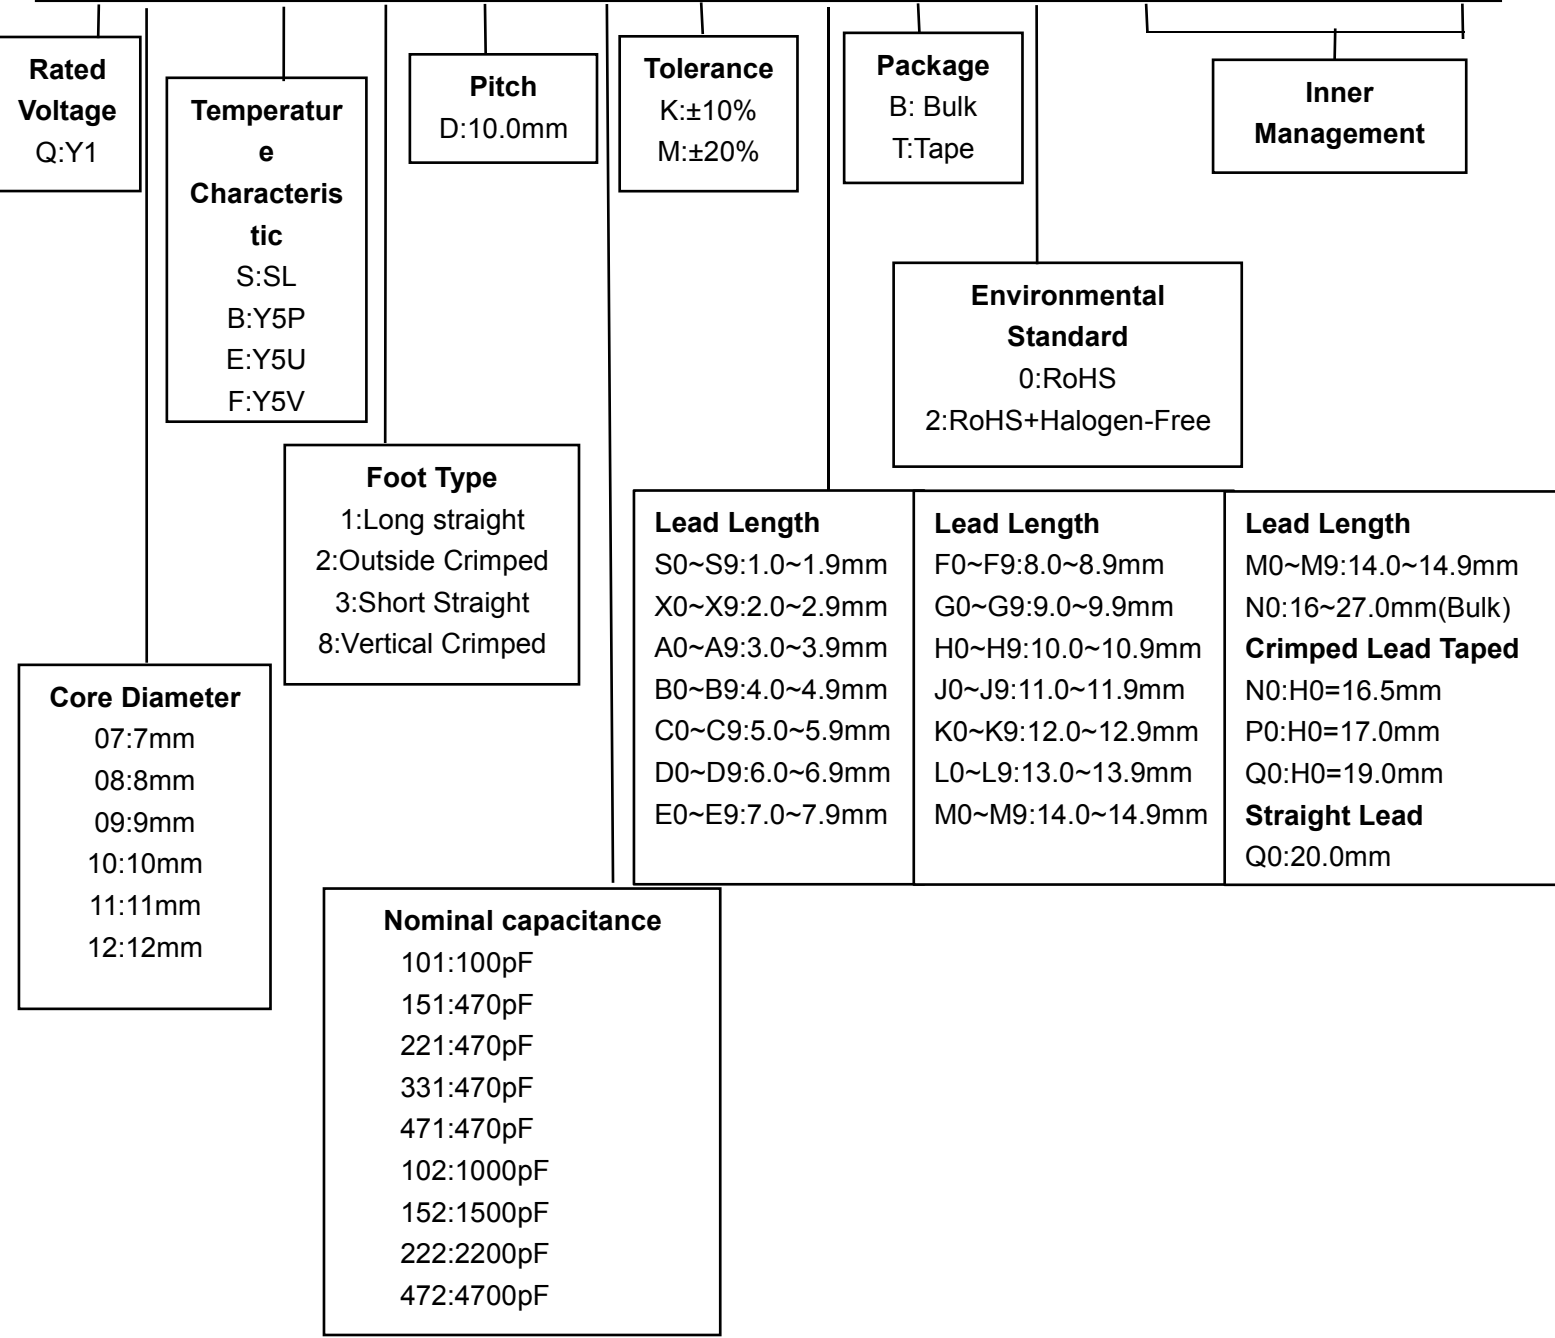 Rated
Voltage
Q:Y1
Temperatur
e
Characteris
tic
S:SL
B:Y5P
E:Y5U
F:Y5V
Pitch
D:10.0mm
Tolerance
K:±10%
M:±20%
Package
B: Bulk
T:Tape
Inner
Management
Environmental
Standard
0:RoHS
2:RoHS+Halogen-Free
Foot Type
1:Long straight
2:Outside Crimped
3:Short Straight
8:Vertical Crimped
Lead Length
S0~S9:1.0~1.9mm
X0~X9:2.0~2.9mm
A0~A9:3.0~3.9mm
B0~B9:4.0~4.9mm
C0~C9:5.0~5.9mm
D0~D9:6.0~6.9mm
E0~E9:7.0~7.9mm
Lead Length
F0~F9:8.0~8.9mm
G0~G9:9.0~9.9mm
H0~H9:10.0~10.9mm
J0~J9:11.0~11.9mm
K0~K9:12.0~12.9mm
L0~L9:13.0~13.9mm
M0~M9:14.0~14.9mm
Lead Length
M0~M9:14.0~14.9mm
N0:16~27.0mm(Bulk)
Crimped Lead Taped
N0:H0=16.5mm
P0:H0=17.0mm
Q0:H0=19.0mm
Straight Lead
Q0:20.0mm
Core Diameter
07:7mm
08:8mm
09:9mm
10:10mm
11:11mm
12:12mm
Nominal capacitance
101:100pF
151:470pF
221:470pF
331:470pF
471:470pF
102:1000pF
152:1500pF
222:2200pF
472:4700pF